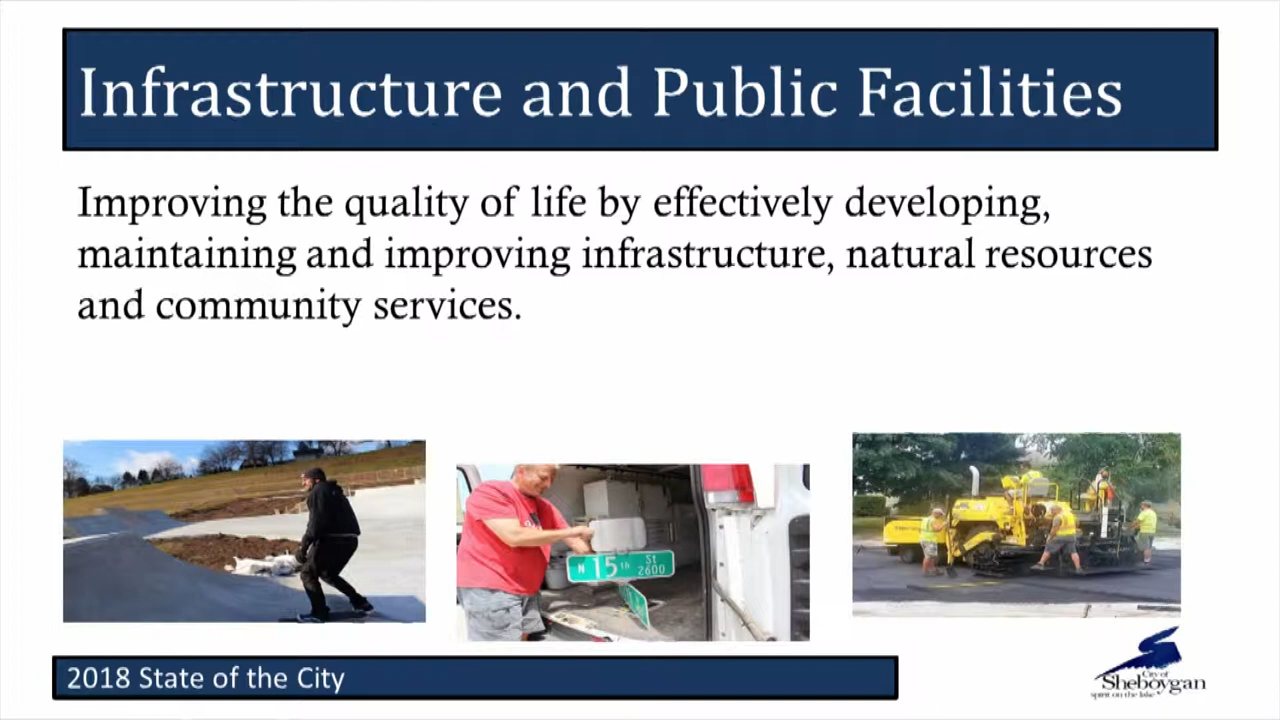 Infrastructure and Public Facilities
Improving the quality of life by effectively developing,
maintaining and improving infrastructure, natural resources
and community services.
N 15th St 2600
2018 State of the City
City of
Sheboygan
spirit on the lake